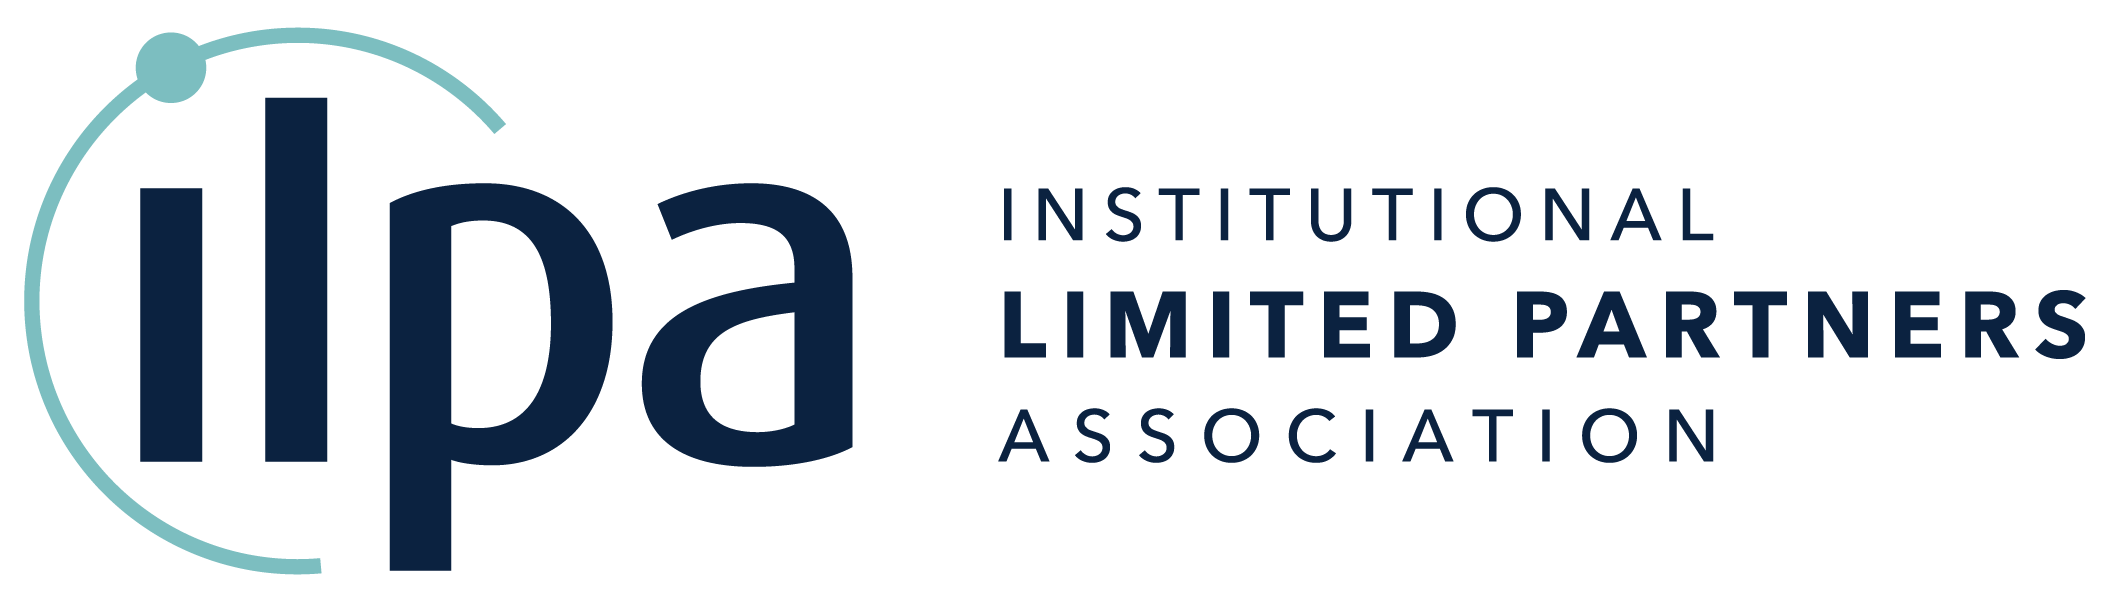 ilpa
INSTITUTIONAL
LIMITED PARTNERS
ASSOCIATION